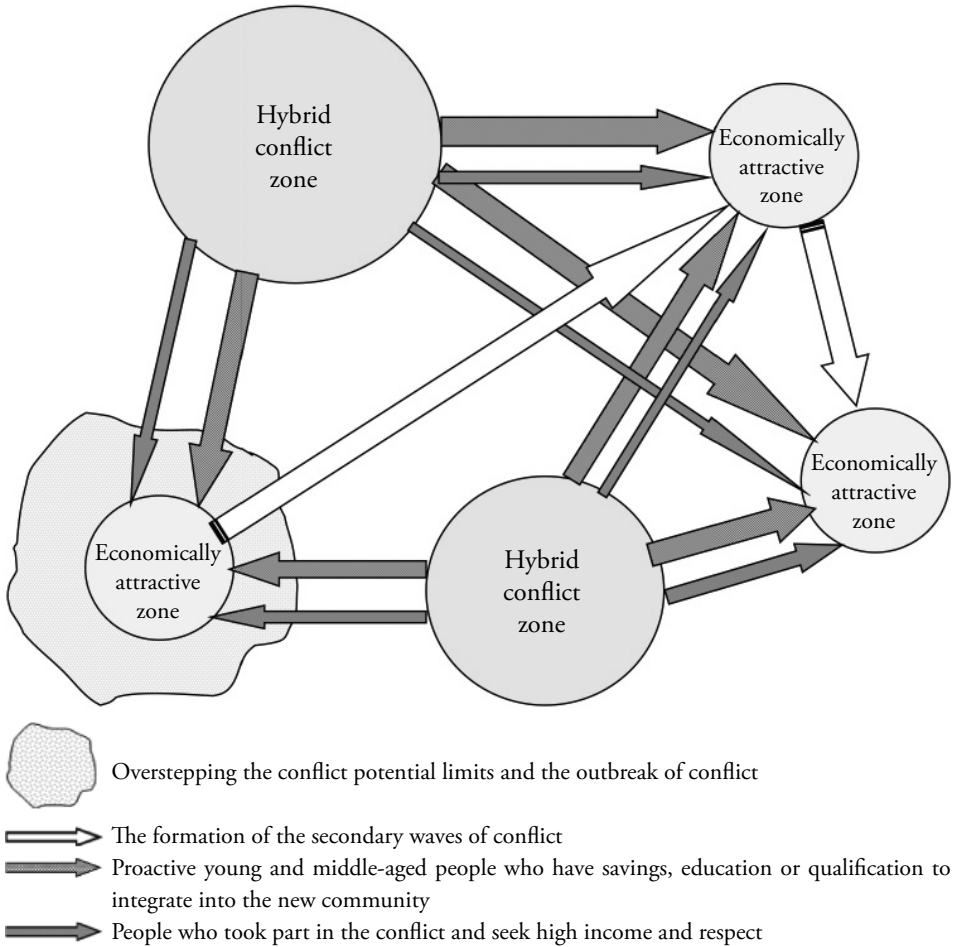 Hybrid
conflict
zone
Economically
attractive
zone
Economically
attractive
zone
Economically
attractive
zone
Hybrid
conflict
zone
Overstepping the conflict potential limits and the outbreak of conflict
The formation of the secondary waves of conflict
Proactive young and middle-aged people who have savings, education or qualification to
integrate into the new community
People who took part in the conflict and seek high income and respect